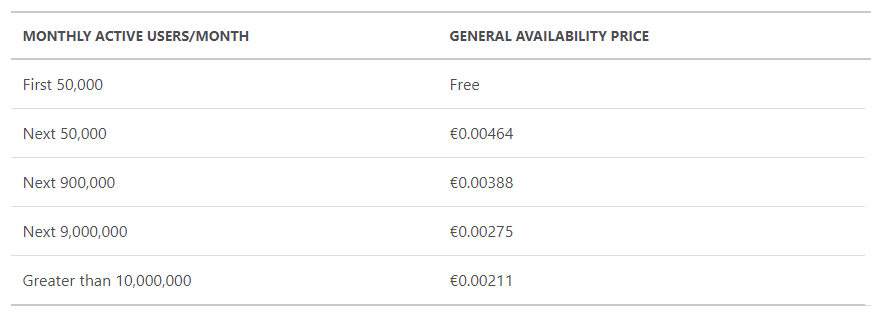 MONTHLY ACTIVE USERS/MONTH GENERAL AVAILABILITY PRICE
First 50,000 Free
Next 50,000 €0.00464
Next 900,000 €0.00388
Next 9,000,000 €0.00275
Greater than 10,000,000 €0.00211